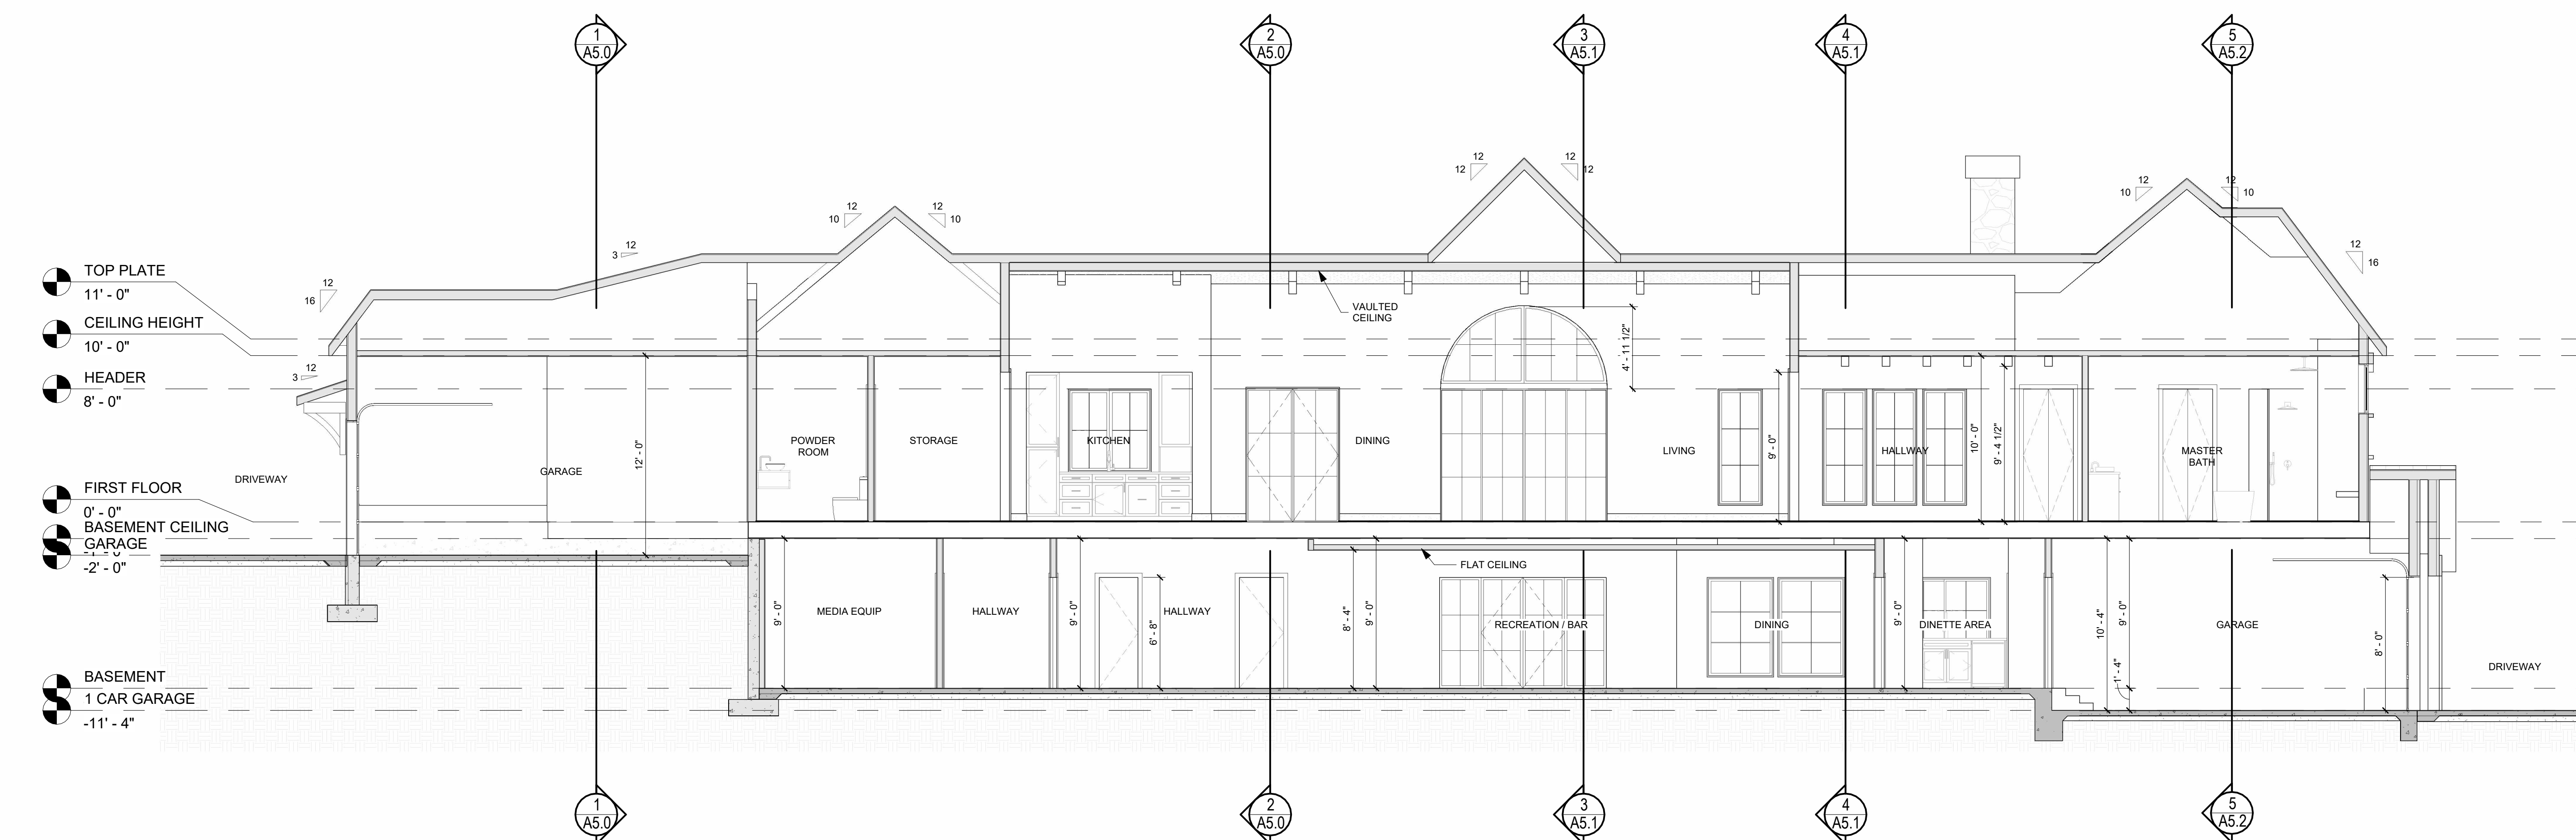 1
A5.0
2
A5.0
3
A5.1
4
A5.1
5
A5.2
12
12
12
12
12
10
12
10
12
10
12
10
12
10
12
10
12
3
12
16
12
16
12
3
TOP PLATE
11' - 0"
CEILING HEIGHT
10' - 0"
HEADER
8' - 0"
FIRST FLOOR
0' - 0"
BASEMENT CEILING
GARAGE
-2' - 0"
BASEMENT
1 CAR GARAGE
-11' - 4"
VAULTED
CEILING
4' - 11 1/2"
DRIVEWAY
GARAGE
12' - 0"
POWDER
ROOM
STORAGE
KITCHEN
DINING
LIVING
9' - 0"
HALLWAY
10' - 0"
9' - 4 1/2"
MASTER
BATH
FLAT CEILING
9' - 0"
MEDIA EQUIP
HALLWAY
9' - 0"
6' - 8"
HALLWAY
8' - 4"
9' - 0"
RECREATION / BAR
DINING
9' - 0"
DINETTE AREA
10' - 4"
9' - 0"
1' - 4"
GARAGE
8' - 0"
DRIVEWAY
1
A5.0
2
A5.0
3
A5.1
4
A5.1
5
A5.2